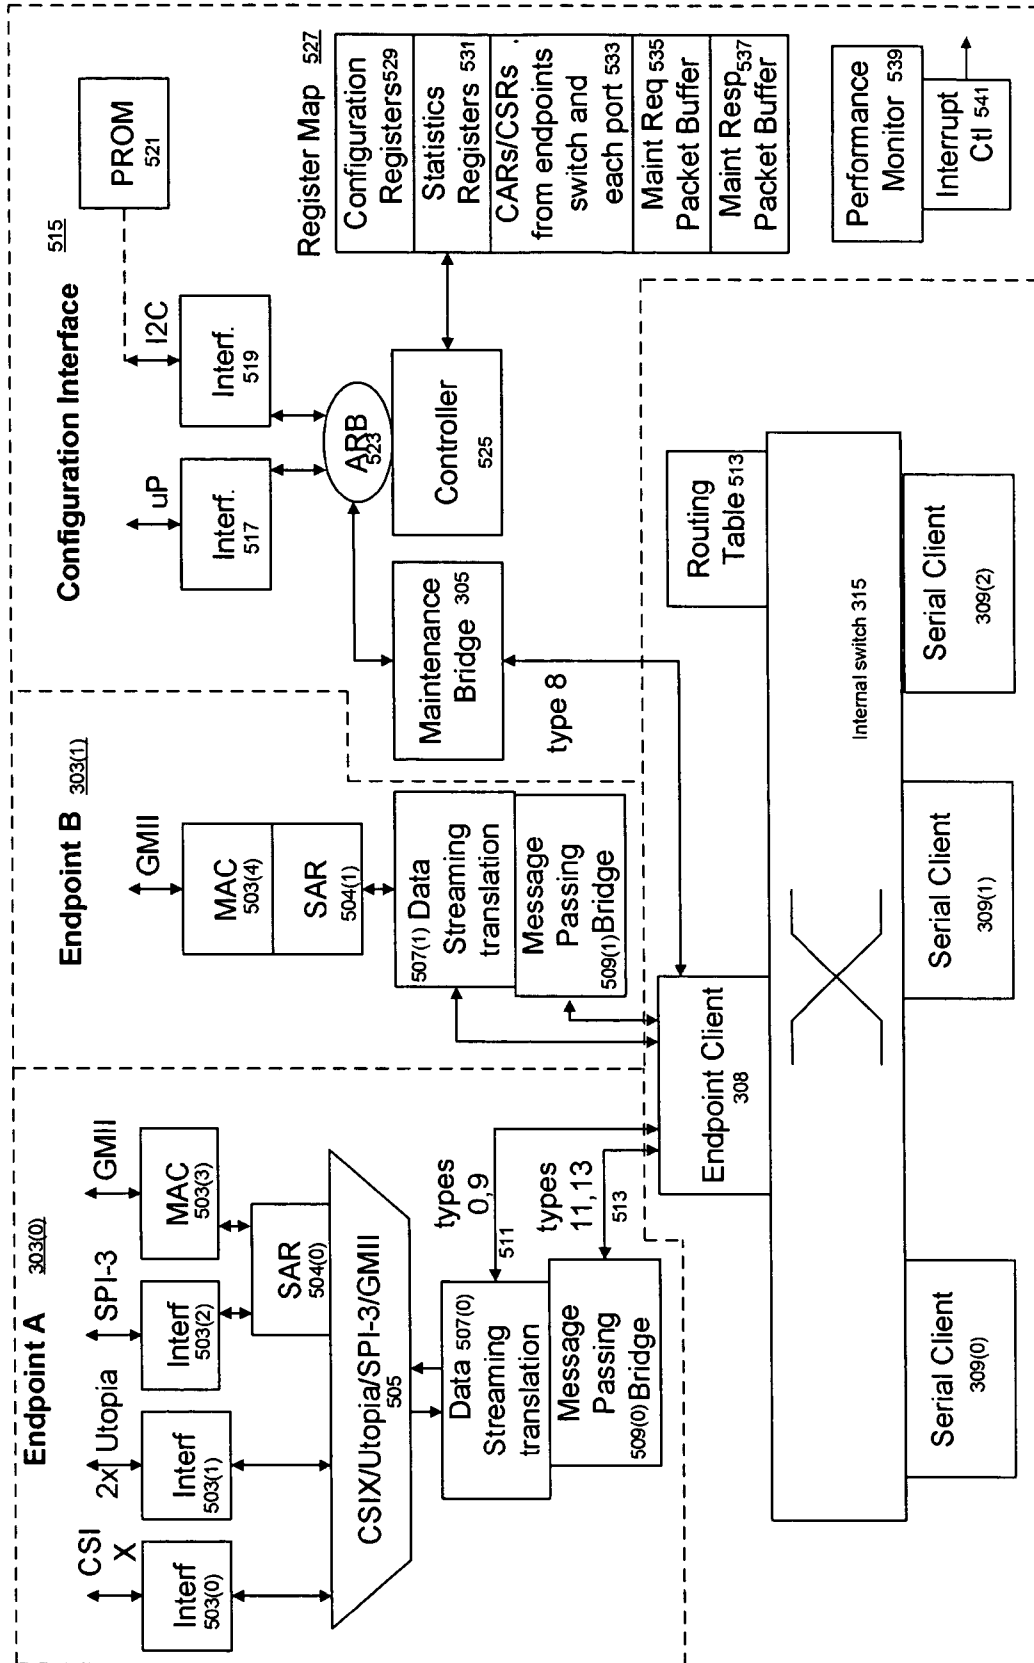 Endpoint A 303(0)
CSI
X
2x Utopia
SPI-3
GMII
Interf
503(0)
Interf
503(1)
Interf
503(2)
MAC
503(3)
SAR
504(0)
CSIX/Utopia/SPI-3/GMII
505
Data 507(0)
Streaming
translation
Message
Passing
509(0) Bridge
types
0,9
511
types
11,13
513
Endpoint B 303(1)
GMII
MAC
503(4)
SAR
504(1)
507(1) Data
Streaming
translation
Message
Passing
509(1) Bridge
Configuration Interface 515
uP
I2C
Interf.
517
Interf.
519
PROM
521
ARB
523
Controller
525
Maintenance
Bridge 305
type 8
Register Map 527
Configuration
Registers 529
Statistics
Registers 531
CARs/CSRs
from endpoints
switch and
each port 533
Maint Req 535
Packet Buffer
Maint Resp 537
Packet Buffer
Performance
Monitor 539
Interrupt
Ctl 541
Endpoint Client
308
Routing
Table 513
Internal switch 315
Serial Client
309(0)
Serial Client
309(1)
Serial Client
309(2)